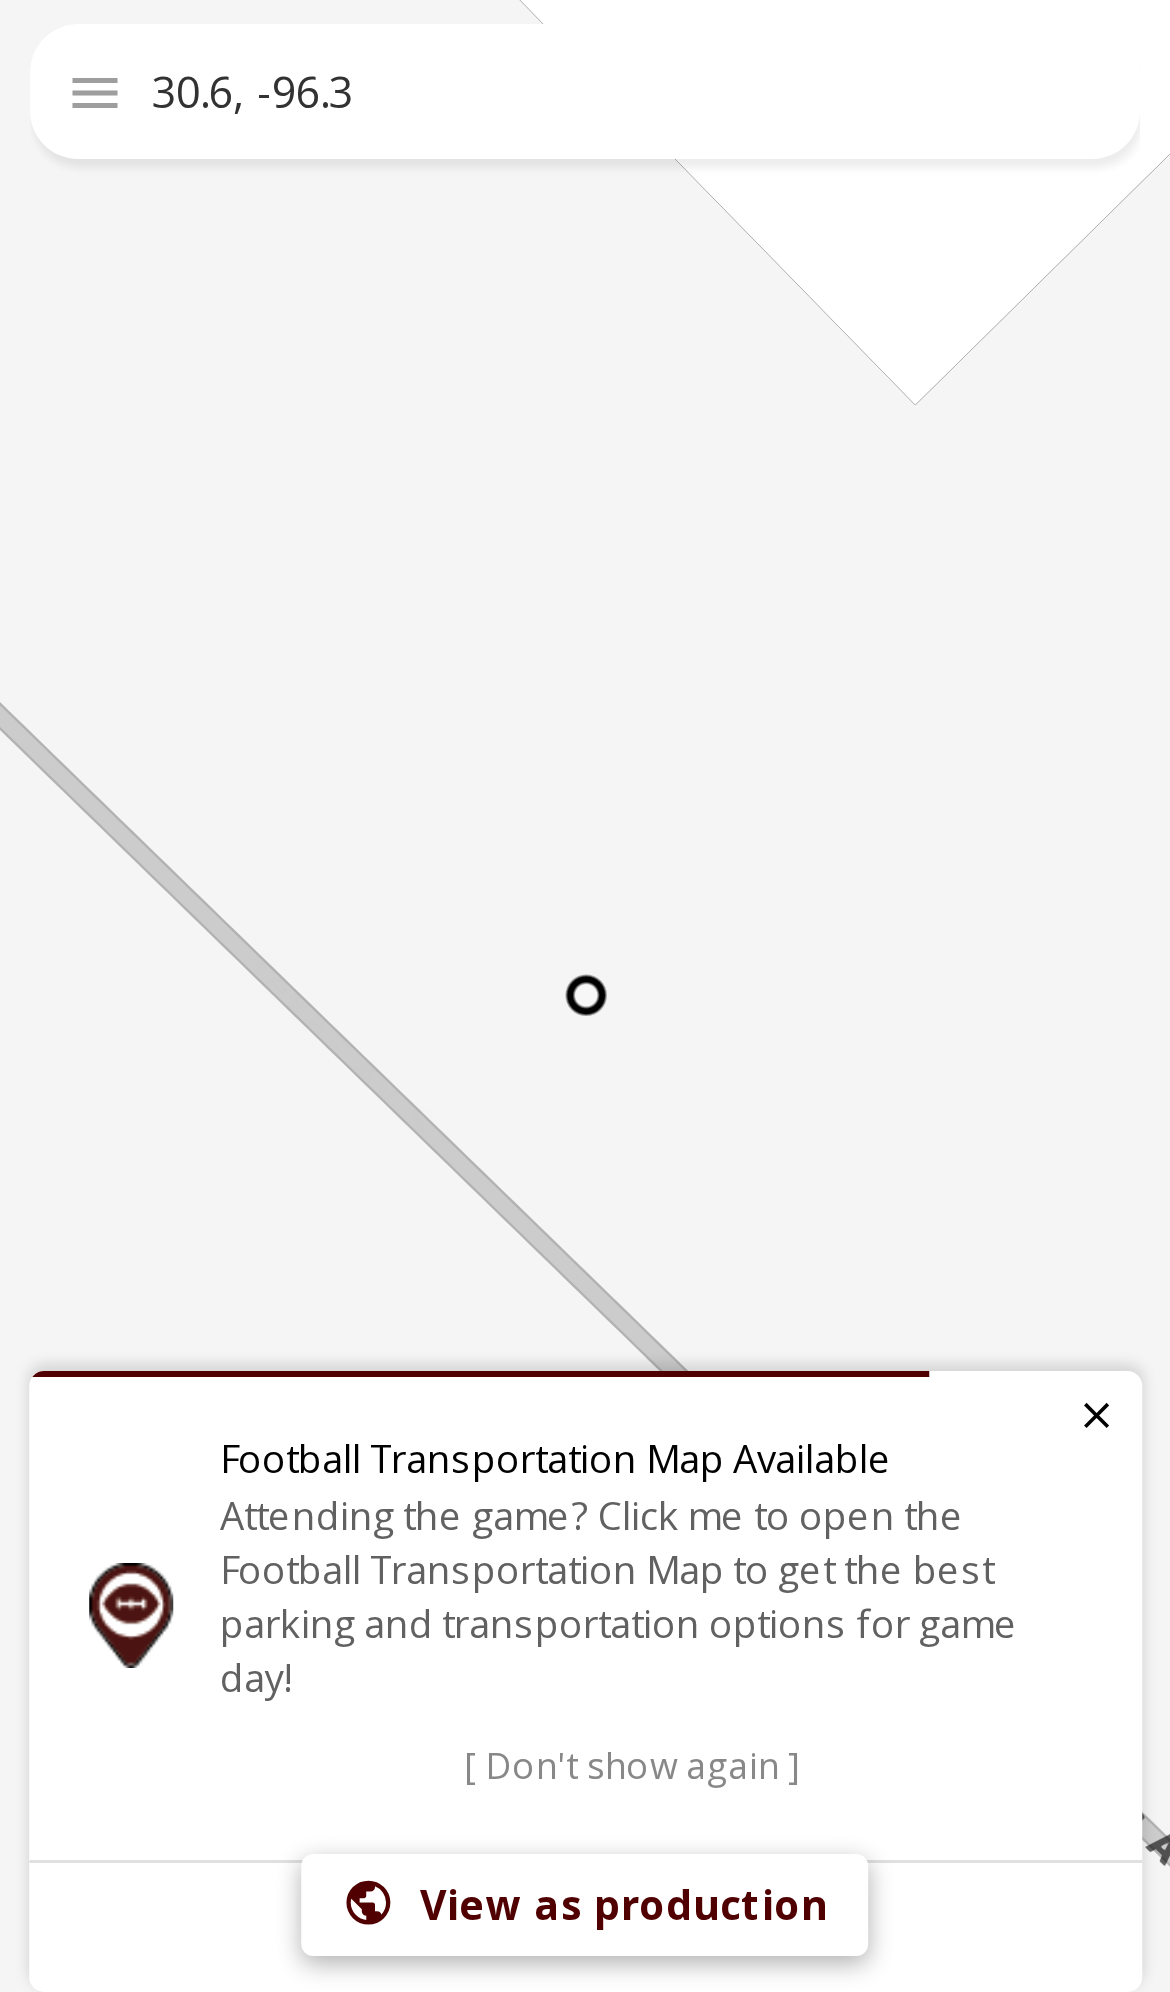 30.6, -96.3
Football Transportation Map Available
Attending the game? Click me to open the
Football Transportation Map to get the best
parking and transportation options for game
day!
[ Don't show again ]
View as production